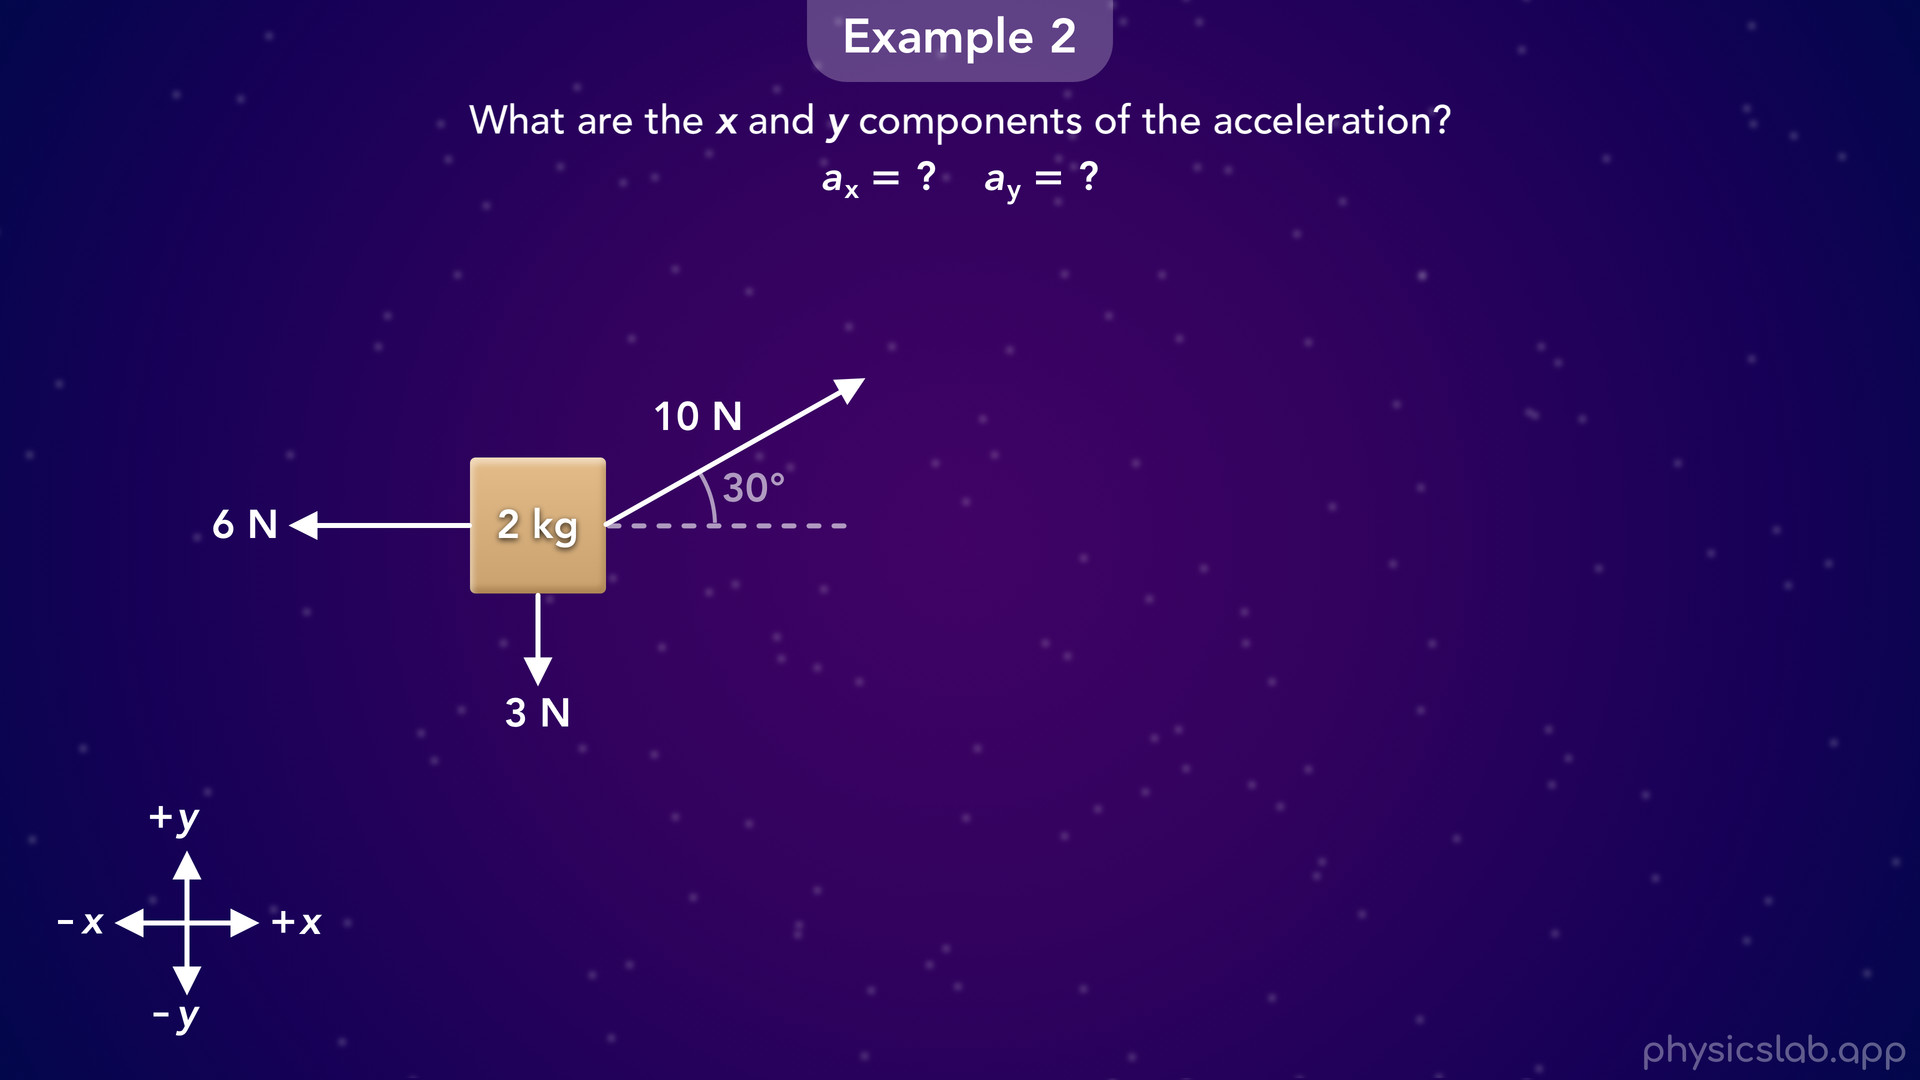 Example 2
What are the x and y components of the acceleration?
aₓ = ? a_y = ?
10 N
30°
6 N
2 kg
3 N
+y
-x
+x
-y
physicslab.app